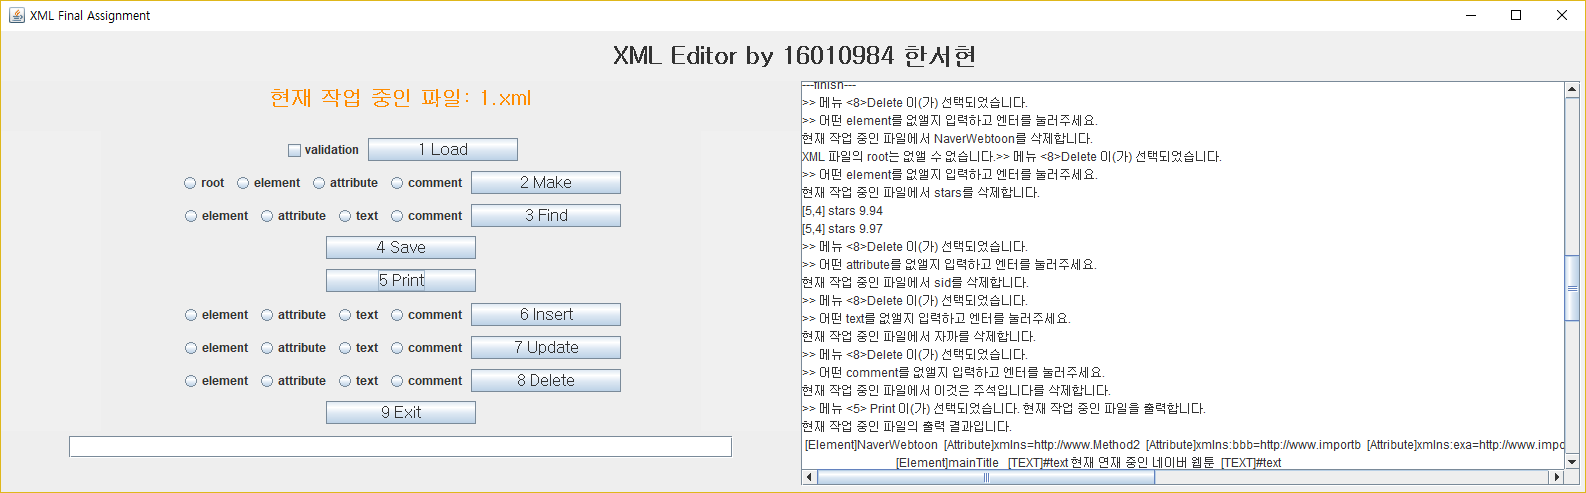 XML Final Assignment
XML Editor by 16010984 한서현
현재 작업 중인 파일: 1.xml
validation 1 Load
root element attribute comment 2 Make
element attribute text comment 3 Find
4 Save
5 Print
element attribute text comment 6 Insert
element attribute text comment 7 Update
element attribute text comment 8 Delete
9 Exit
---finish---
>> 메뉴 <8>Delete 이(가) 선택되었습니다.
>> 어떤 element를 없앨지 입력하고 엔터를 눌러주세요.
현재 작업 중인 파일에서 NaverWebtoon를 삭제합니다.
XML 파일의 root는 없앨 수 없습니다.>> 메뉴 <8>Delete 이(가) 선택되었습니다.
>> 어떤 element를 없앨지 입력하고 엔터를 눌러주세요.
현재 작업 중인 파일에서 stars를 삭제합니다.
[5,4] stars 9.94
[5,4] stars 9.97
>> 메뉴 <8>Delete 이(가) 선택되었습니다.
>> 어떤 attribute를 없앨지 입력하고 엔터를 눌러주세요.
현재 작업 중인 파일에서 sid를 삭제합니다.
>> 메뉴 <8>Delete 이(가) 선택되었습니다.
>> 어떤 text를 없앨지 입력하고 엔터를 눌러주세요.
현재 작업 중인 파일에서 자까를 삭제합니다.
>> 메뉴 <8>Delete 이(가) 선택되었습니다.
>> 어떤 comment를 없앨지 입력하고 엔터를 눌러주세요.
현재 작업 중인 파일에서 이것은 주석입니다를 삭제합니다.
>> 메뉴 <5> Print 이(가) 선택되었습니다. 현재 작업 중인 파일을 출력합니다.
현재 작업 중인 파일의 출력 결과입니다.
[Element]NaverWebtoon [Attribute]xmlns=http://www.Method2 [Attribute]xmlns:bbb=http://www.importb [Attribute]xmlns:exa=http://www.impo
[Element]mainTitle [TEXT]#text 현재 연재 중인 네이버 웹툰 [TEXT]#text